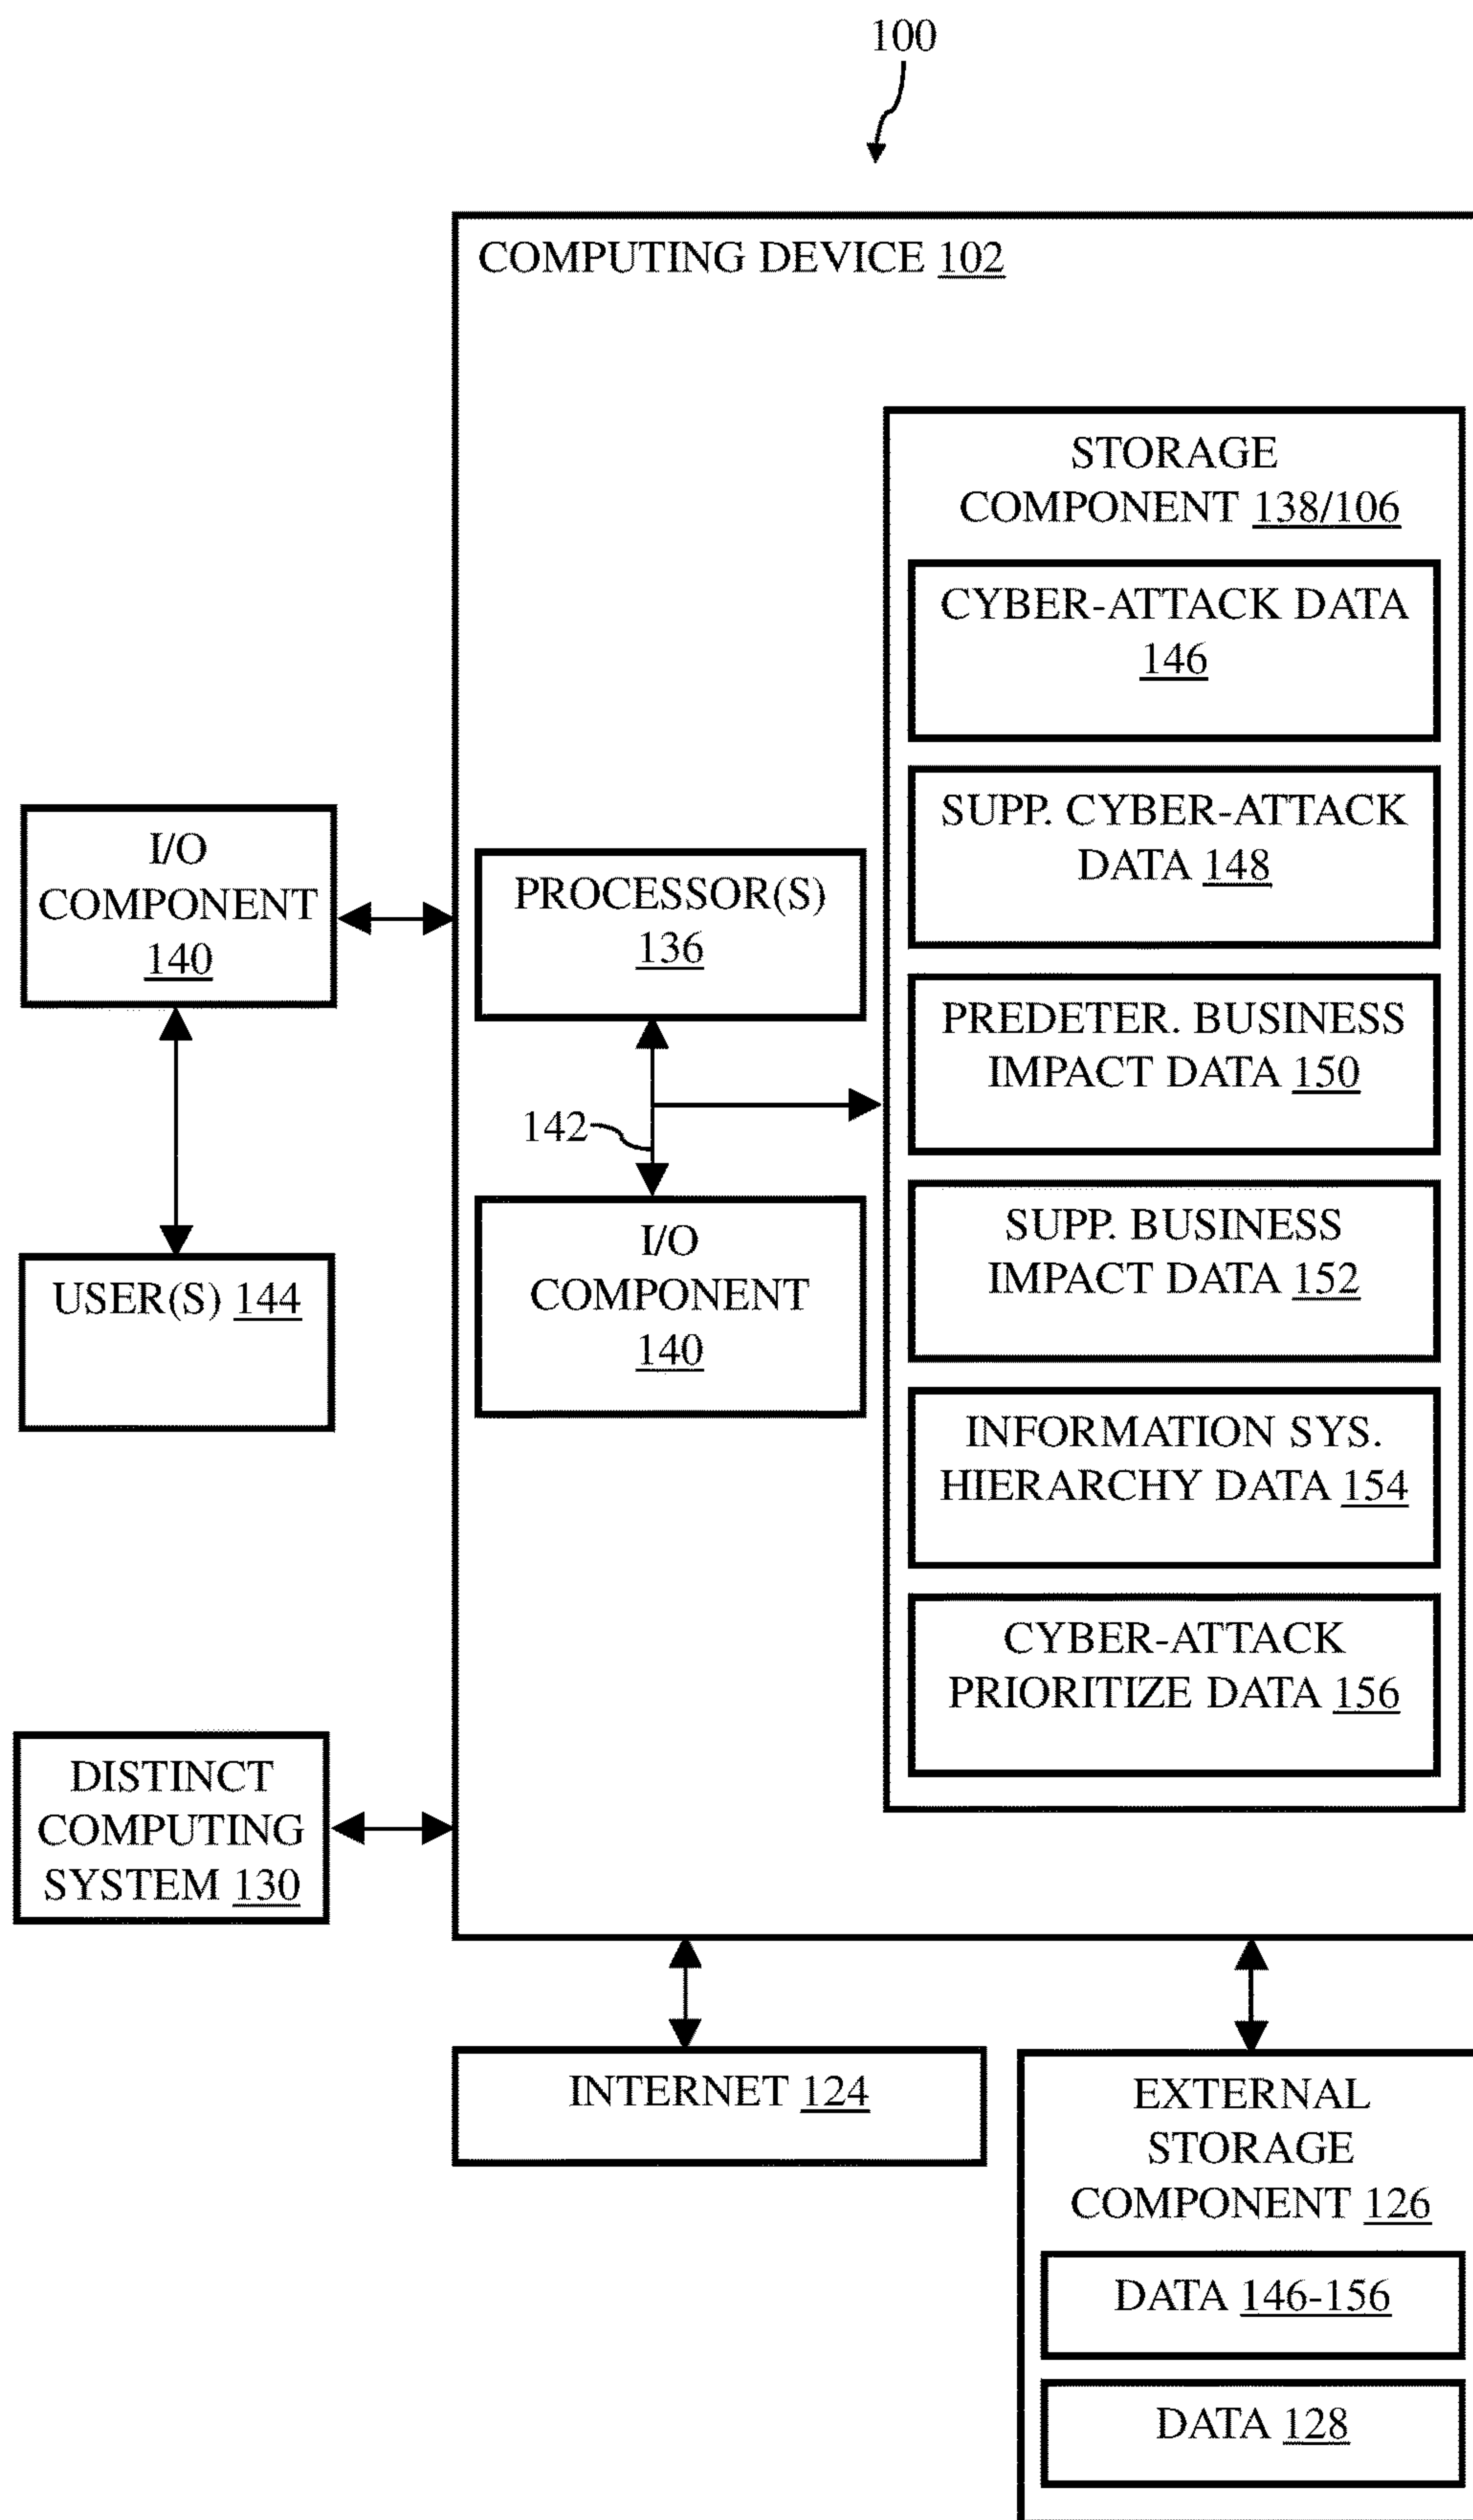 100
COMPUTING DEVICE 102
STORAGE
COMPONENT 138/106
CYBER-ATTACK DATA
146
SUPP. CYBER-ATTACK
DATA 148
PREDETER. BUSINESS
IMPACT DATA 150
SUPP. BUSINESS
IMPACT DATA 152
INFORMATION SYS.
HIERARCHY DATA 154
CYBER-ATTACK
PRIORITIZE DATA 156
I/O
COMPONENT
140
PROCESSOR(S)
136
142
I/O
COMPONENT
140
USER(S) 144
DISTINCT
COMPUTING
SYSTEM 130
INTERNET 124
EXTERNAL
STORAGE
COMPONENT 126
DATA 146-156
DATA 128